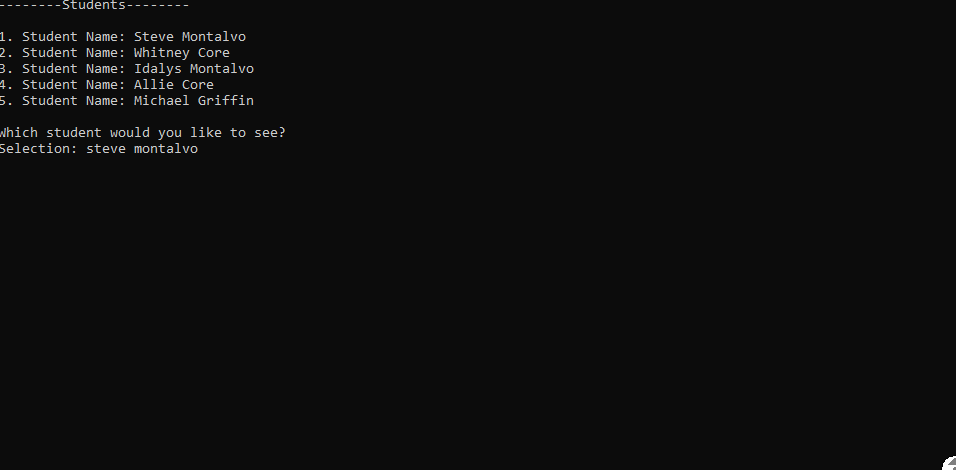 --------Students--------
1. Student Name: Steve Montalvo
2. Student Name: Whitney Core
3. Student Name: Idalys Montalvo
4. Student Name: Allie Core
5. Student Name: Michael Griffin
Which student would you like to see?
Selection: steve montalvo